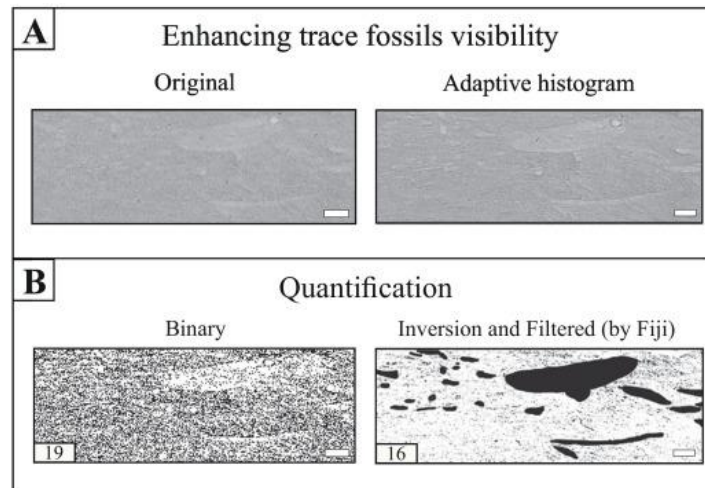 A
Enhancing trace fossils visibility
Original
Adaptive histogram
B
Quantification
Binary
Inversion and Filtered (by Fiji)
19
16